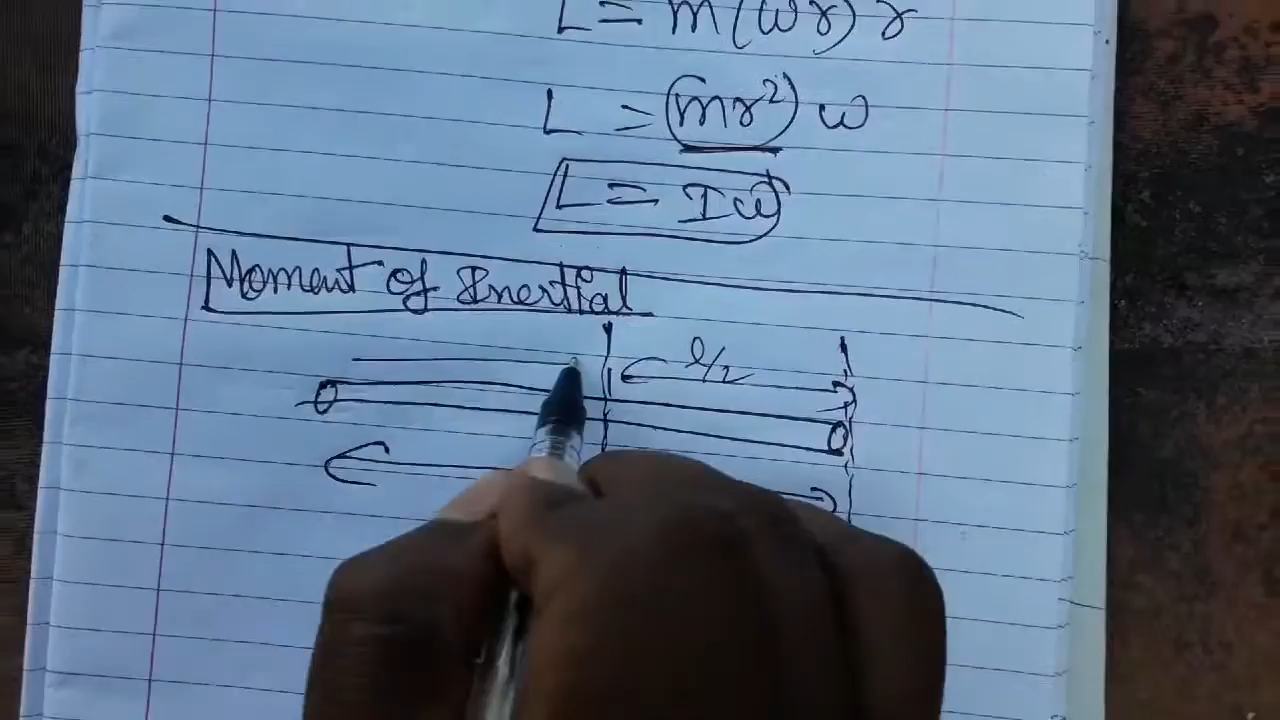 L = m(ωr) r
L = (mr²) ω
L = Iω
Moment of Inertial
l/2